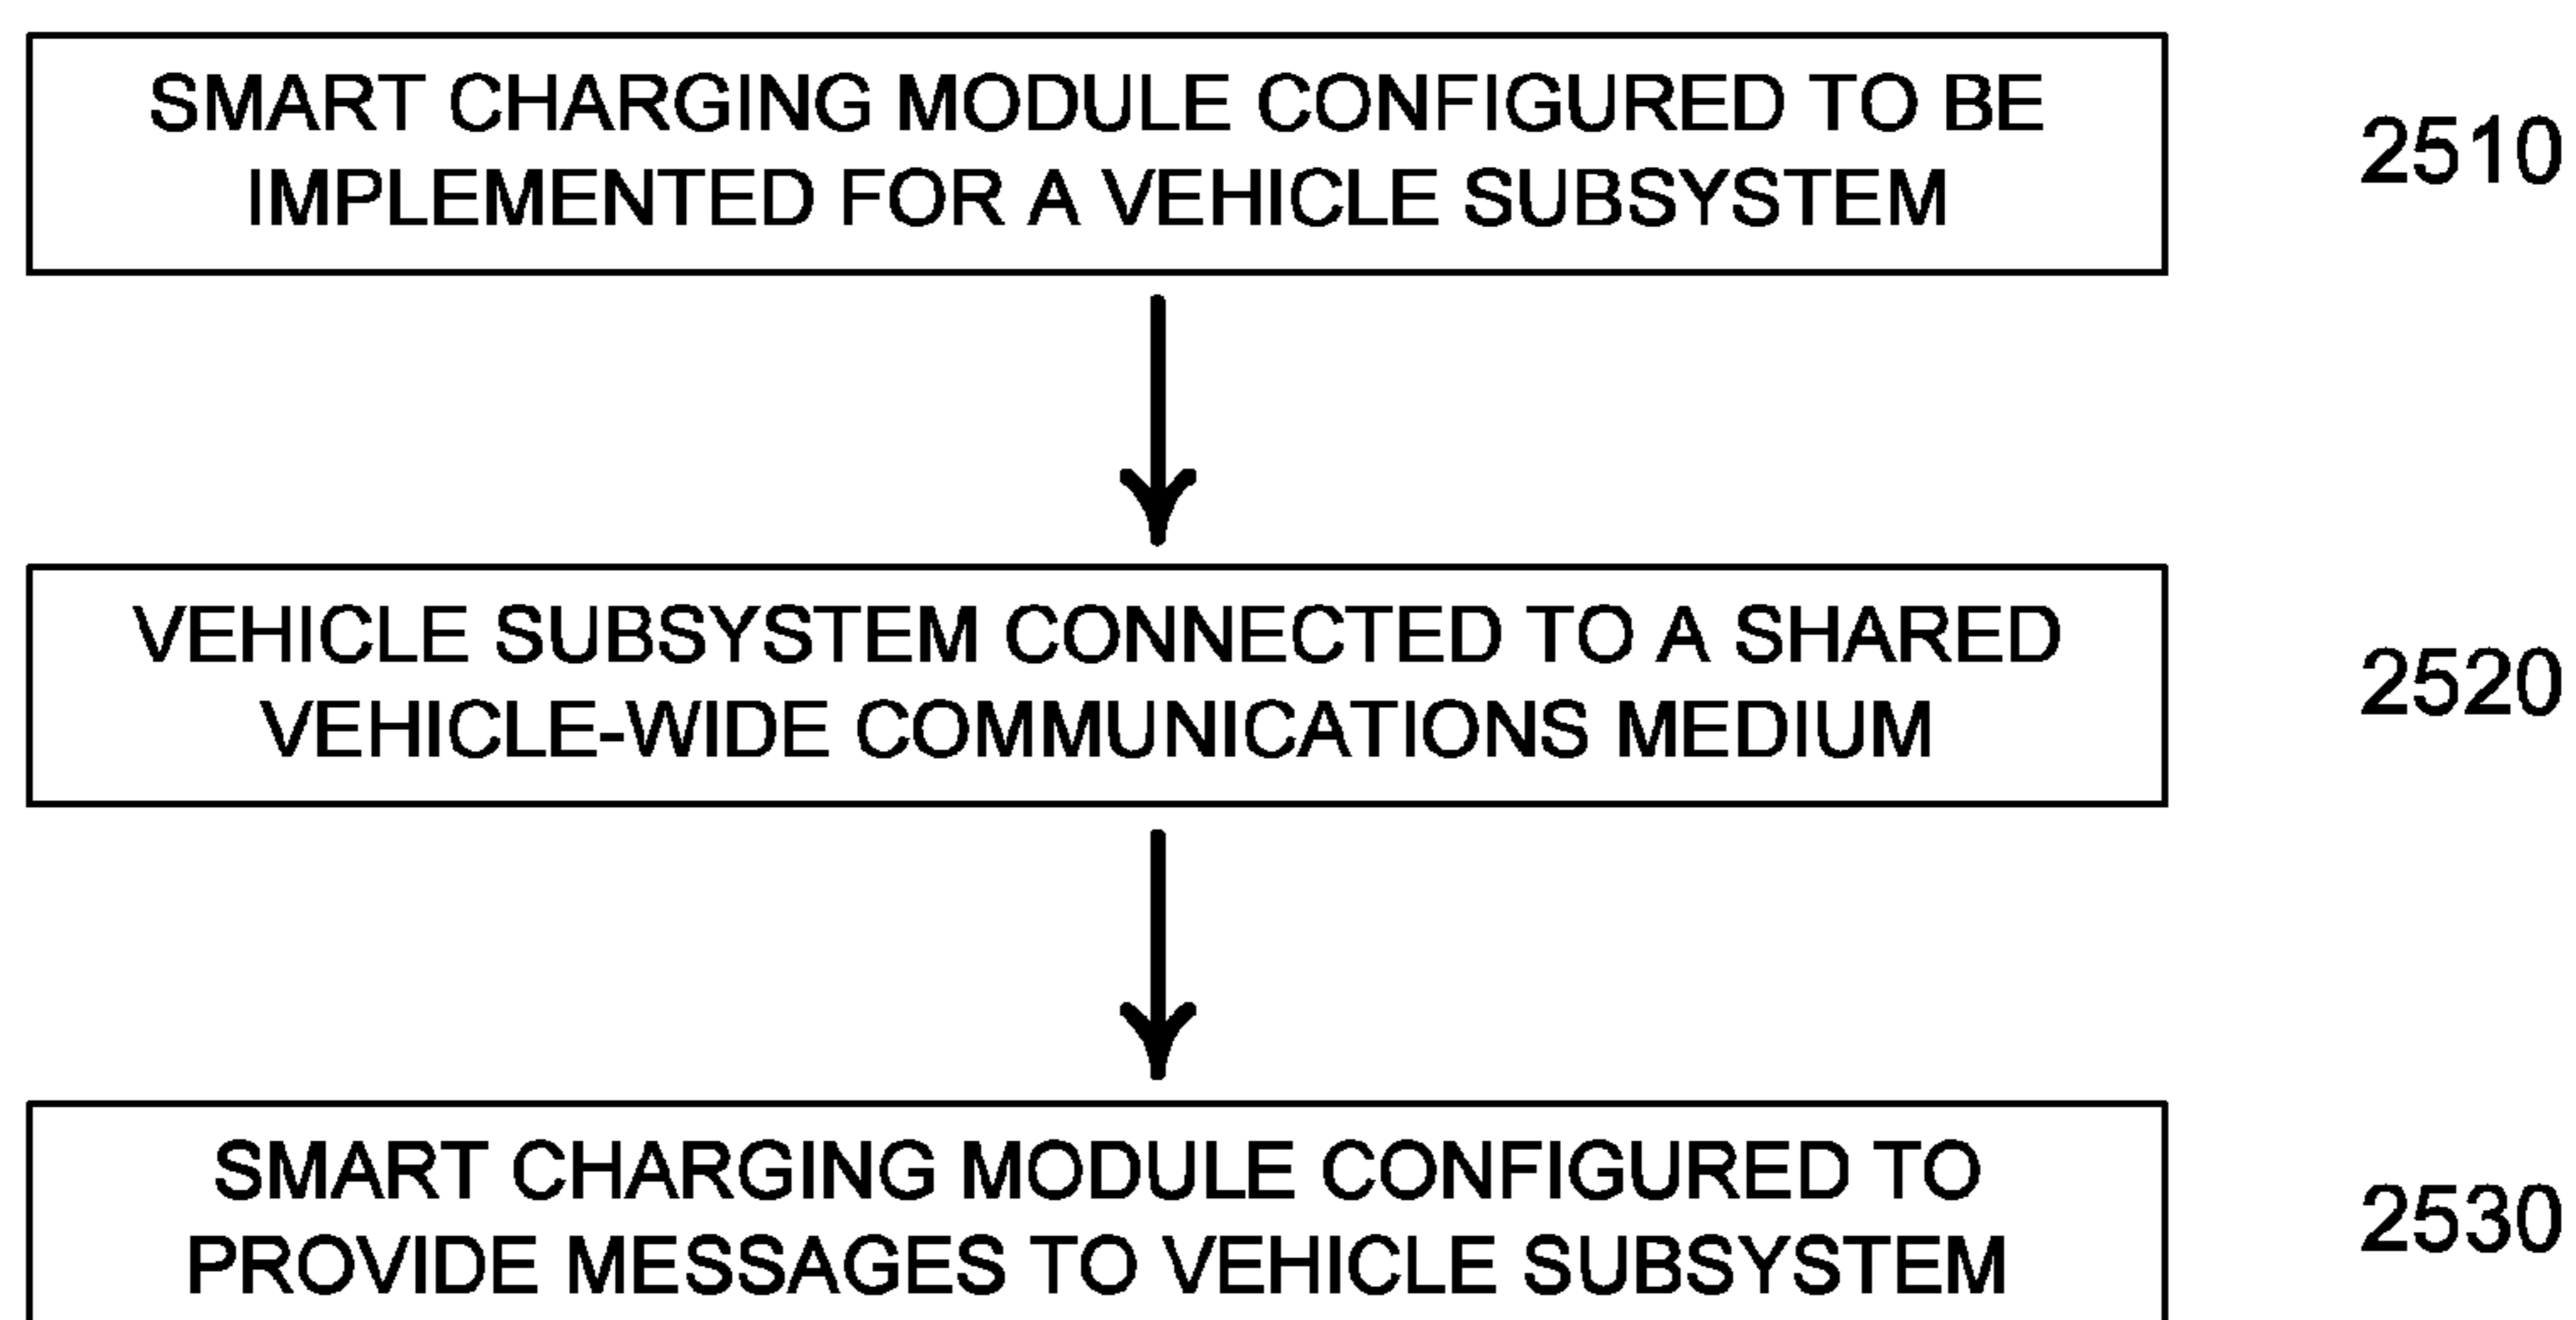 SMART CHARGING MODULE CONFIGURED TO BE
IMPLEMENTED FOR A VEHICLE SUBSYSTEM
2510
VEHICLE SUBSYSTEM CONNECTED TO A SHARED
VEHICLE-WIDE COMMUNICATIONS MEDIUM
2520
SMART CHARGING MODULE CONFIGURED TO
PROVIDE MESSAGES TO VEHICLE SUBSYSTEM
2530